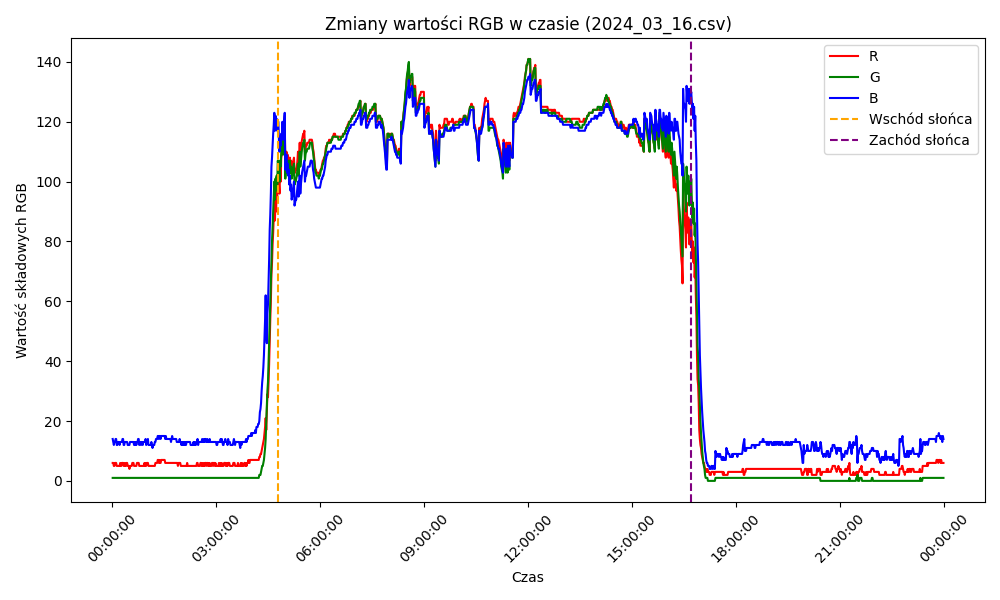 Zmiany wartości RGB w czasie (2024_03_16.csv)
Wartość składowych RGB
140
120
100
80
60
40
20
0
R
G
B
Wschód słońca
Zachód słońca
00:00:00
03:00:00
06:00:00
09:00:00
12:00:00
15:00:00
18:00:00
21:00:00
00:00:00
Czas